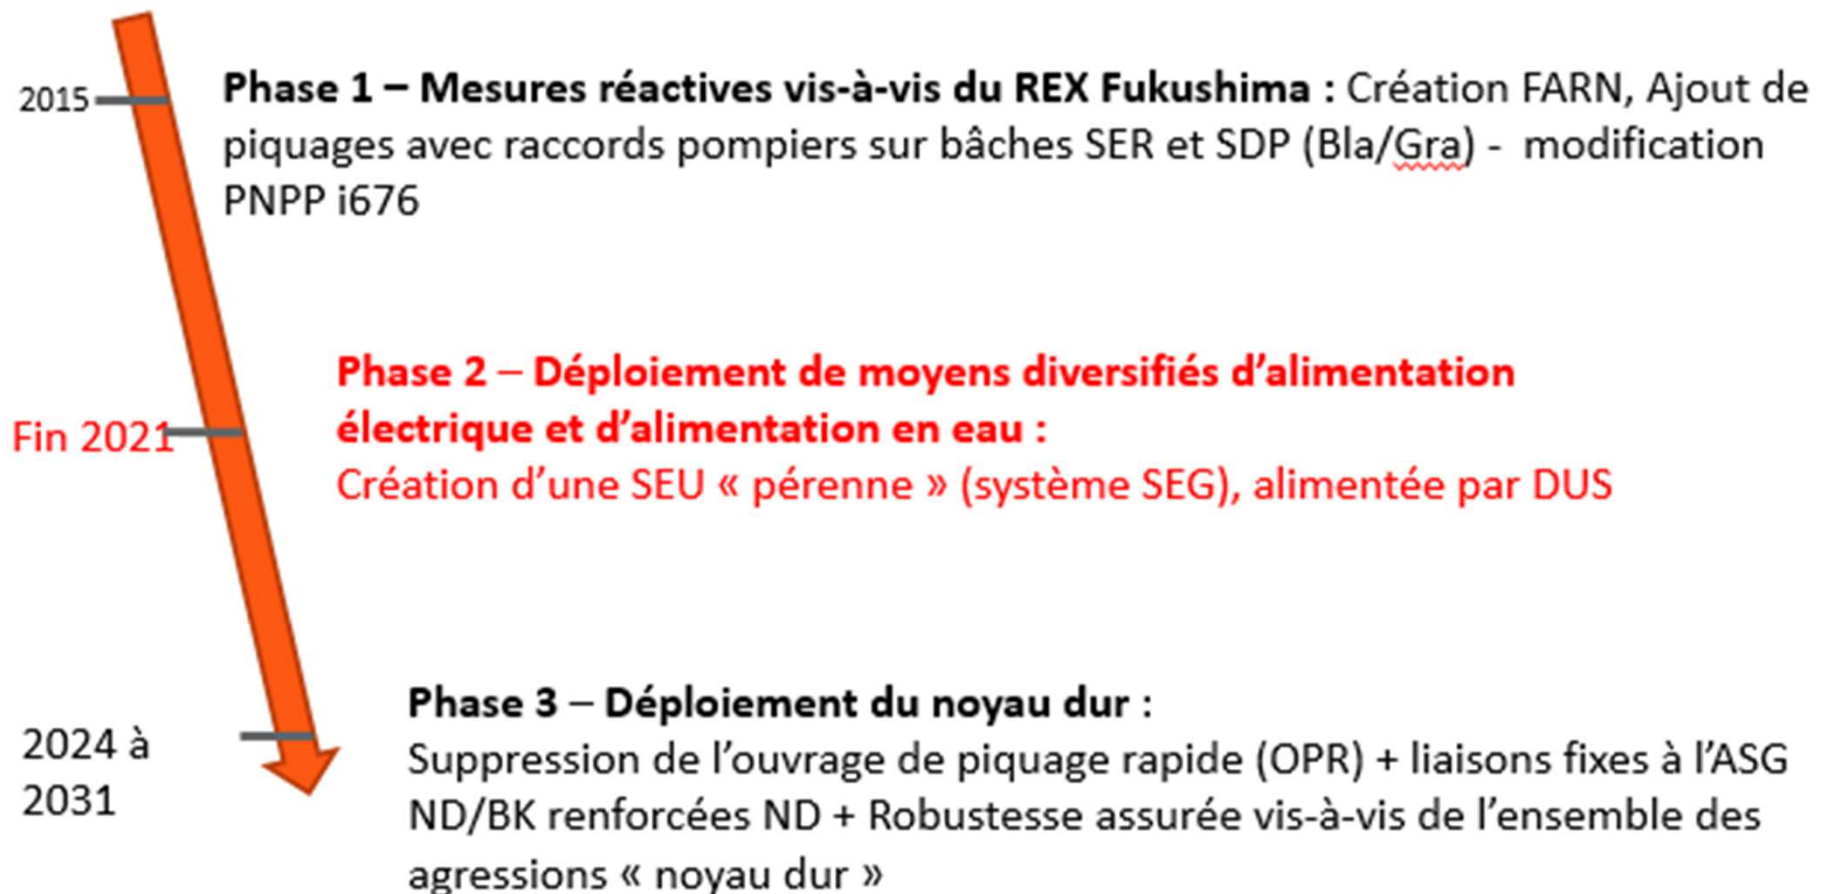 2015
Phase 1 – Mesures réactives vis-à-vis du REX Fukushima : Création FARN, Ajout de
piquages avec raccords pompiers sur bâches SER et SDP (Bla/Gra) - modification
PNPP i676
Fin 2021
Phase 2 – Déploiement de moyens diversifiés d’alimentation
électrique et d’alimentation en eau :
Création d’une SEU « pérenne » (système SEG), alimentée par DUS
2024 à
2031
Phase 3 – Déploiement du noyau dur :
Suppression de l’ouvrage de piquage rapide (OPR) + liaisons fixes à l’ASG
ND/BK renforcées ND + Robustesse assurée vis-à-vis de l’ensemble des
agressions « noyau dur »